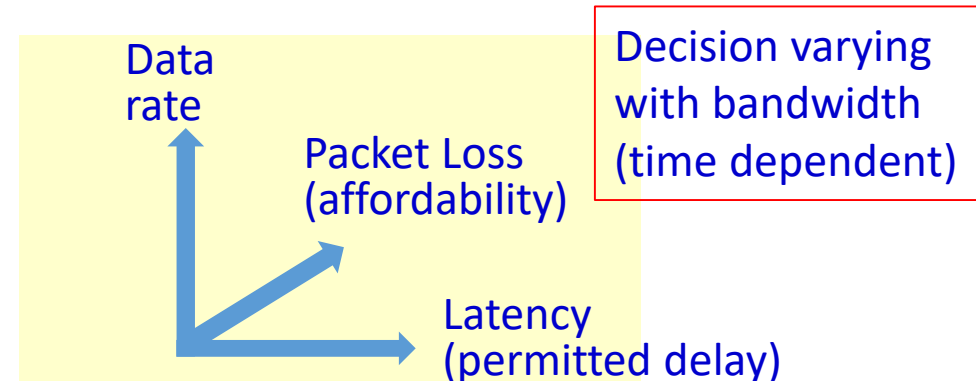 Data
rate
Packet Loss
(affordability)
Latency
(permitted delay)
Decision varying
with bandwidth
(time dependent)